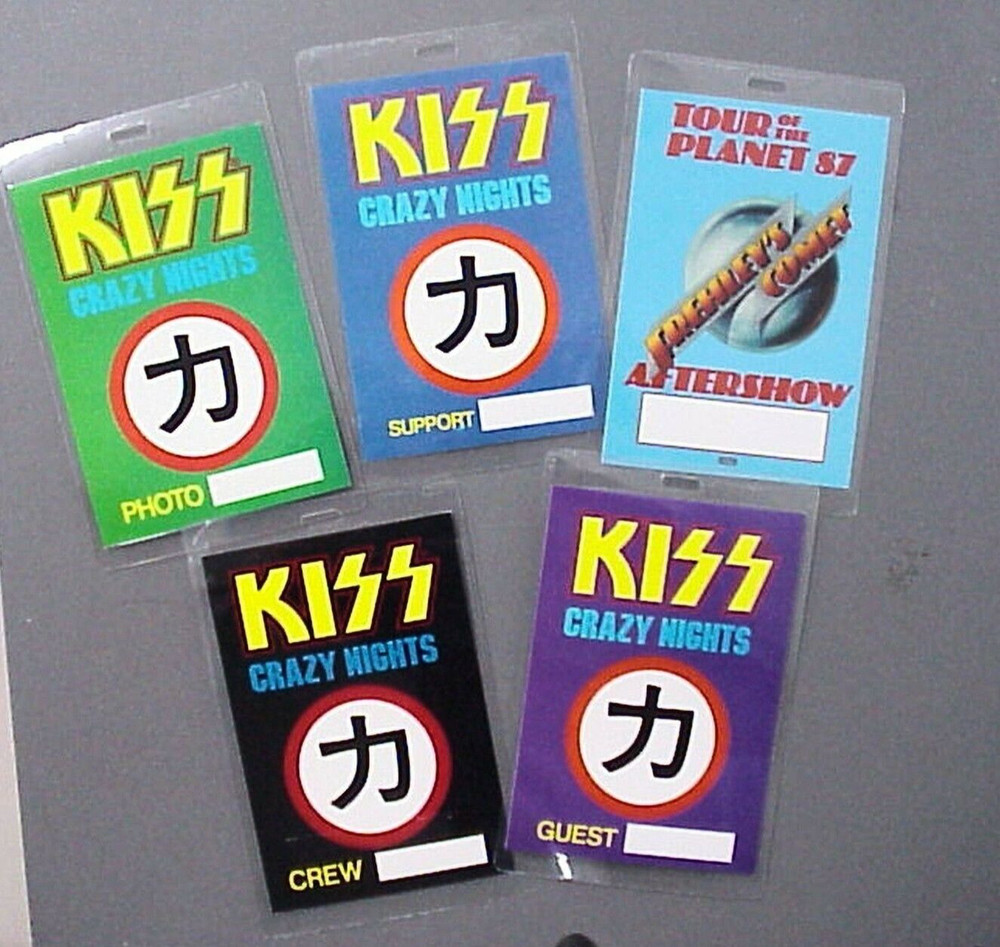 KISS
CRAZY NIGHTS
力
PHOTO
KISS
CRAZY NIGHTS
力
SUPPORT
TOUR OF THE
PLANET 87
FREHLEY'S
COMET
AFTERSHOW
KISS
CRAZY NIGHTS
力
CREW
KISS
CRAZY NIGHTS
力
GUEST